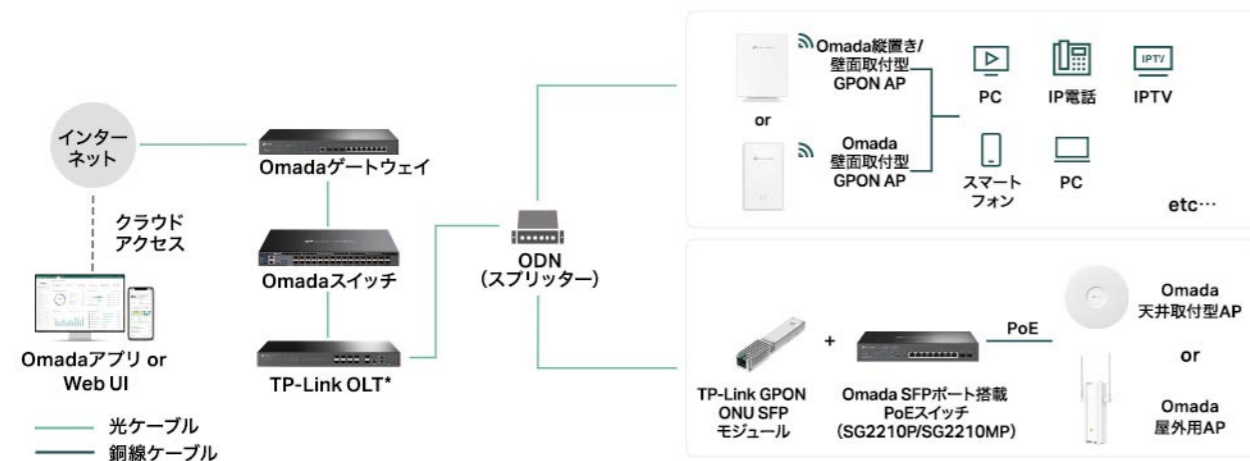 インター
ネット
クラウド
アクセス
Omadaアプリ or
Web UI
光ケーブル
銅線ケーブル
Omadaゲートウェイ
Omadaスイッチ
TP-Link OLT*
ODN
（スプリッター）
Omada縦置き/
壁面取付型
GPON AP
or
Omada
壁面取付型
GPON AP
PC
IP電話
IPTV
IPTV
スマート
フォン
PC
etc…
TP-Link GPON
ONU SFP
モジュール
+
Omada SFPポート搭載
PoEスイッチ
（SG2210P/SG2210MP）
PoE
Omada
天井取付型AP
or
Omada
屋外用AP